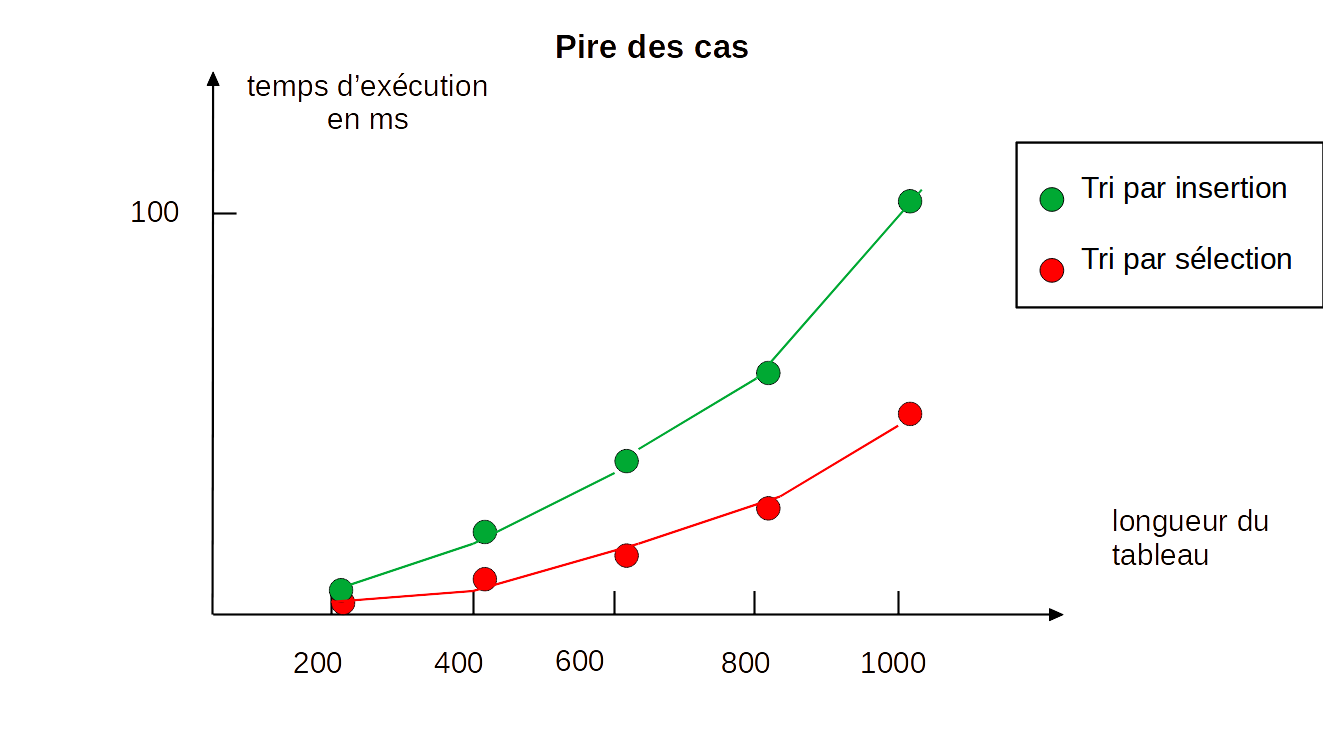 Pire des cas
temps d’exécution
en ms
100
Tri par insertion
Tri par sélection
longueur du
tableau
200
400
600
800
1000